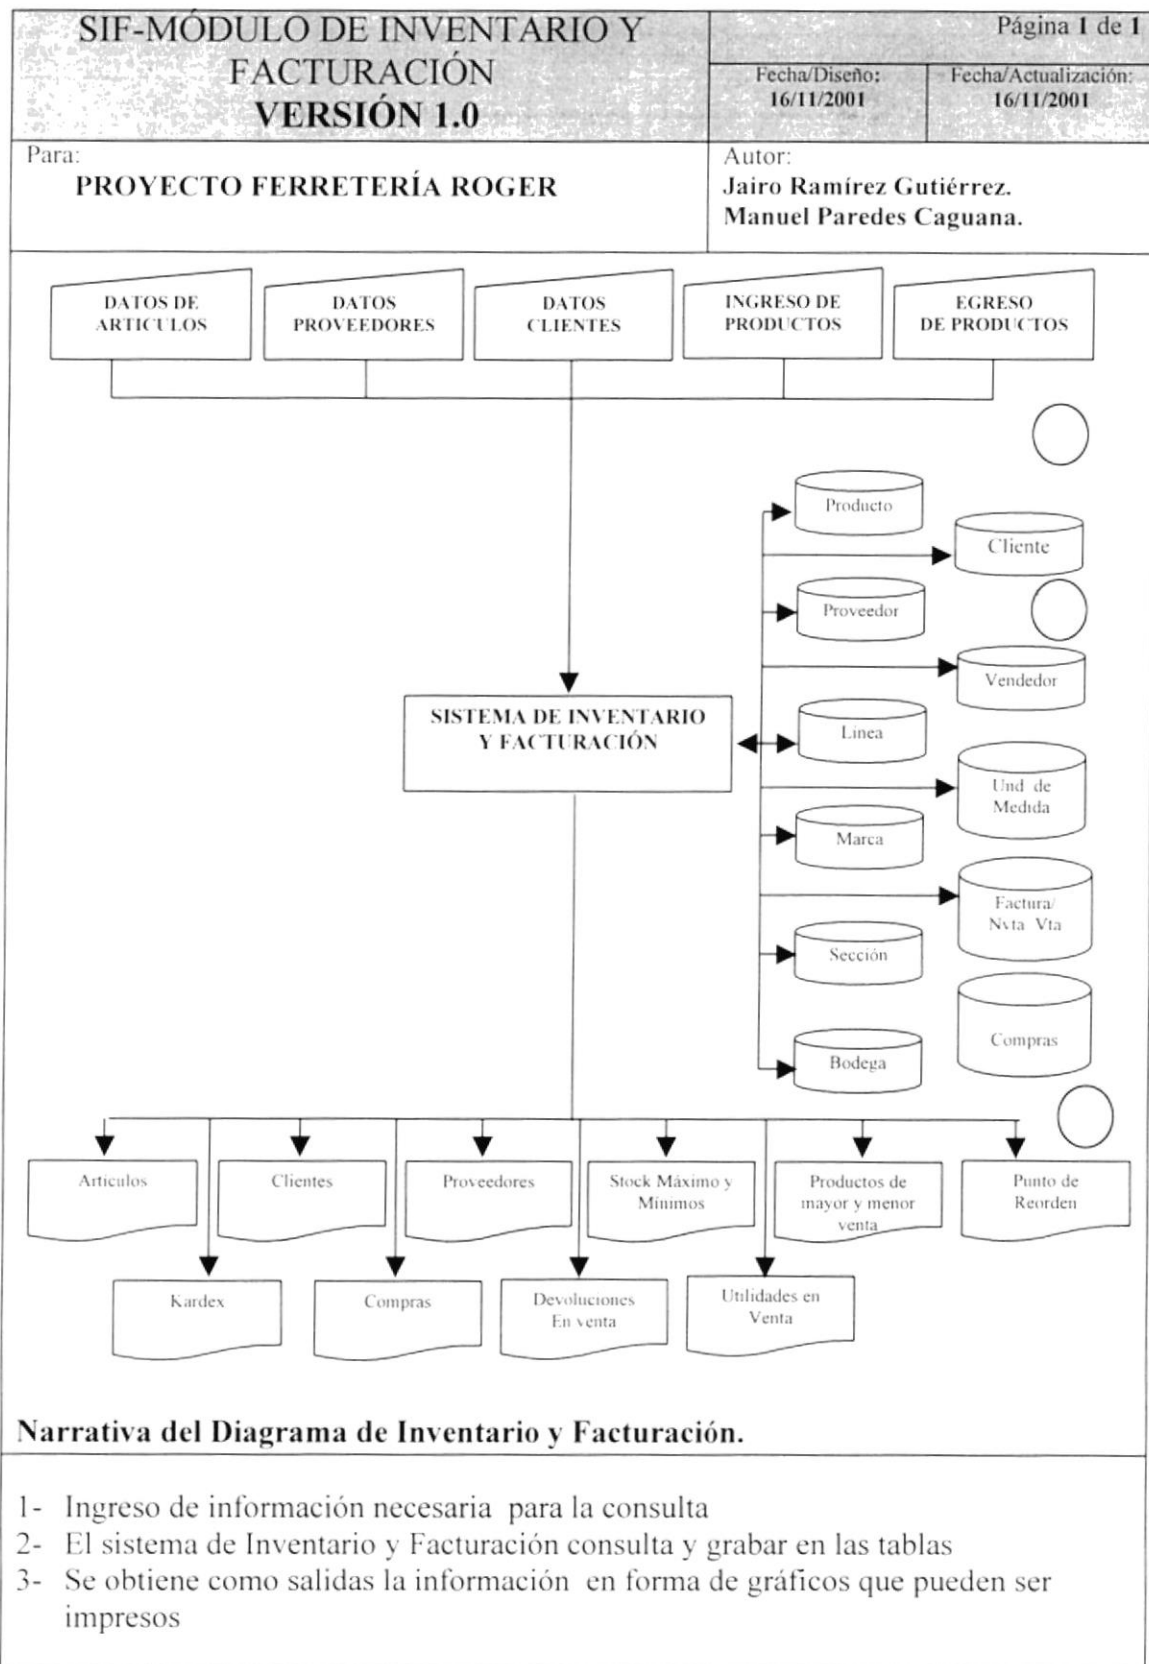 SIF-MÓDULO DE INVENTARIO Y
FACTURACIÓN
VERSIÓN 1.0
Página 1 de 1
Fecha/Diseño:
16/11/2001
Fecha/Actualización:
16/11/2001
Para:
PROYECTO FERRETERÍA ROGER
Autor:
Jairo Ramírez Gutiérrez.
Manuel Paredes Caguana.
DATOS DE
ARTICULOS
DATOS
PROVEEDORES
DATOS
CLIENTES
INGRESO DE
PRODUCTOS
EGRESO
DE PRODUCTOS
Producto
Cliente
Proveedor
Vendedor
SISTEMA DE INVENTARIO
Y FACTURACIÓN
Linea
Und de
Medida
Marca
Factura/
Nvta Vta
Sección
Compras
Bodega
Articulos
Clientes
Proveedores
Stock Máximo y
Mínimos
Productos de
mayor y menor
venta
Punto de
Reorden
Kardex
Compras
Devoluciones
En venta
Utilidades en
Venta
Narrativa del Diagrama de Inventario y Facturación.
1- Ingreso de información necesaria para la consulta
2- El sistema de Inventario y Facturación consulta y grabar en las tablas
3- Se obtiene como salidas la información en forma de gráficos que pueden ser
impresos